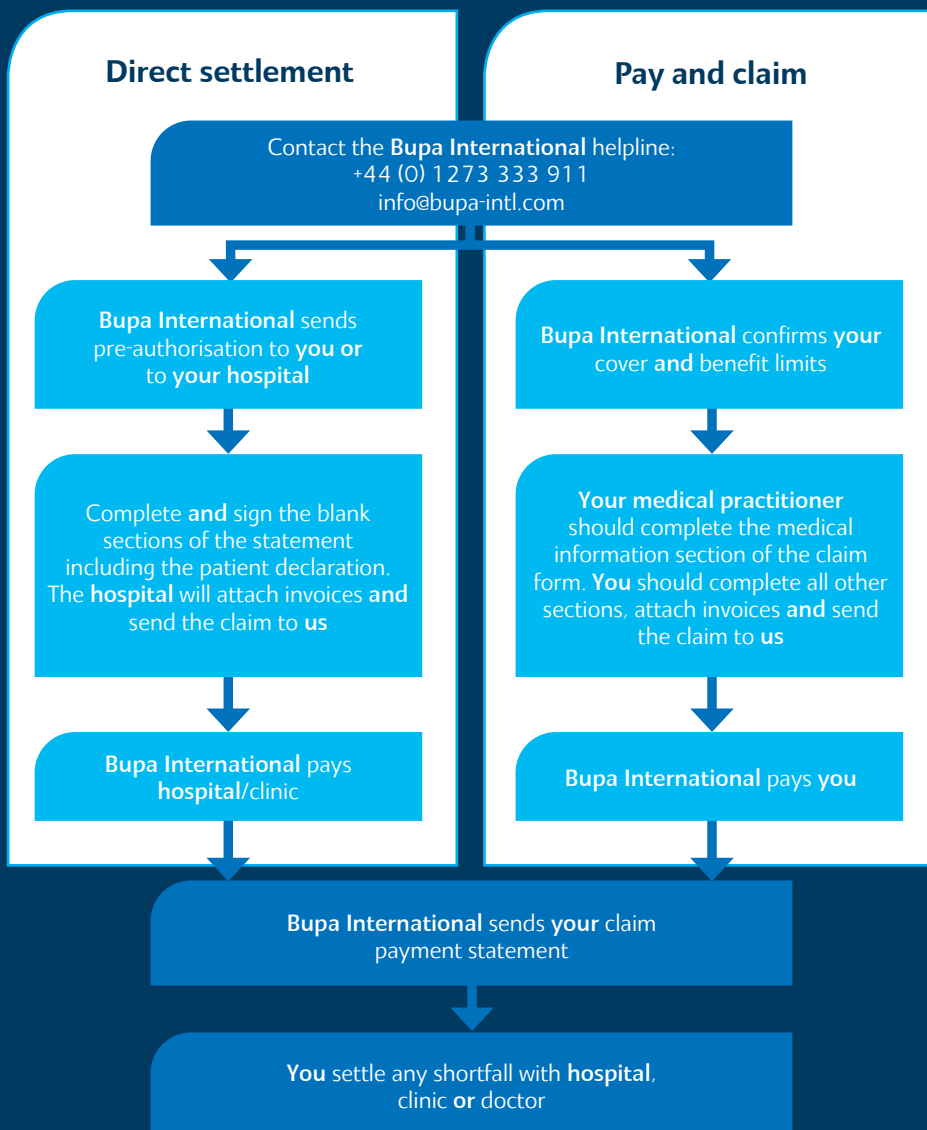 Direct settlement
Pay and claim
Contact the Bupa International helpline:
+44 (0) 1273 333 911
info@bupa-intl.com
Bupa International sends
pre-authorisation to you or
to your hospital
Bupa International confirms your
cover and benefit limits
Complete and sign the blank
sections of the statement
including the patient declaration.
The hospital will attach invoices and
send the claim to us
Your medical practitioner
should complete the medical
information section of the claim
form. You should complete all other
sections, attach invoices and send
the claim to us
Bupa International pays
hospital/clinic
Bupa International pays you
Bupa International sends your claim
payment statement
You settle any shortfall with hospital,
clinic or doctor